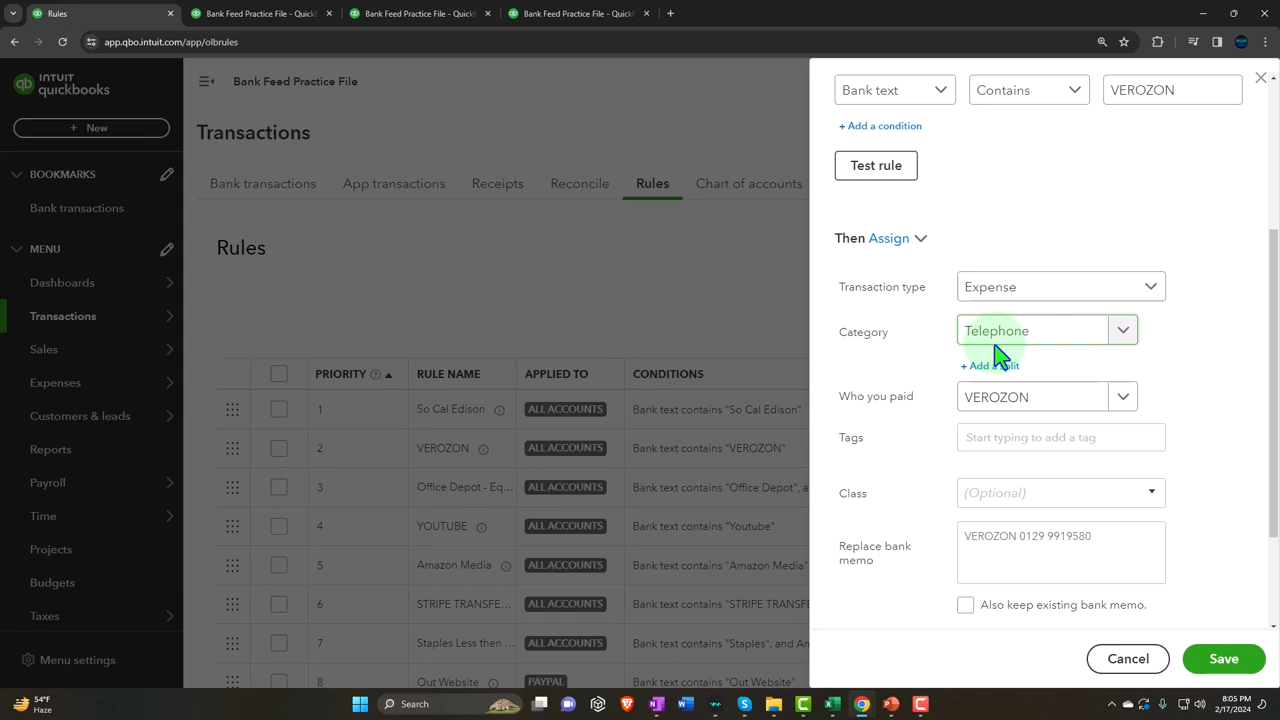 Rules
Bank Feed Practice File - Quick
Bank Feed Practice File - Quick
Bank Feed Practice File - Quick
app.qbo.intuit.com/app/olbrules
INTUIT
quickbooks
+ New
BOOKMARKS
Bank transactions
MENU
Dashboards
Transactions
Sales
Expenses
Customers & leads
Reports
Payroll
Time
Projects
Budgets
Taxes
Menu settings
Bank Feed Practice File
Transactions
Bank transactions App transactions Receipts Reconcile Rules Chart of accounts
Rules
PRIORITY RULE NAME APPLIED TO CONDITIONS
1 So Cal Edison ALL ACCOUNTS Bank text contains "So Cal Edison"
2 VEROZON ALL ACCOUNTS Bank text contains "VEROZON"
3 Office Depot - Eq... ALL ACCOUNTS Bank text contains "Office Depot", a
4 YOUTUBE ALL ACCOUNTS Bank text contains "Youtube"
5 Amazon Media ALL ACCOUNTS Bank text contains "Amazon Media"
6 STRIPE TRANSFE... ALL ACCOUNTS Bank text contains "STRIPE TRANSF
7 Staples Less then ... ALL ACCOUNTS Bank text contains "Staples", and An
8 Out Website PAYPAL Bank text contains "Out Website"
Bank text Contains VEROZON
+ Add a condition
Test rule
Then Assign
Transaction type Expense
Category Telephone
+ Add a split
Who you paid VEROZON
Tags Start typing to add a tag
Class (Optional)
Replace bank
memo
VEROZON 0129 9919580
Also keep existing bank memo.
Cancel Save
54°F
Haze
Search
8:05 PM
2/17/2024